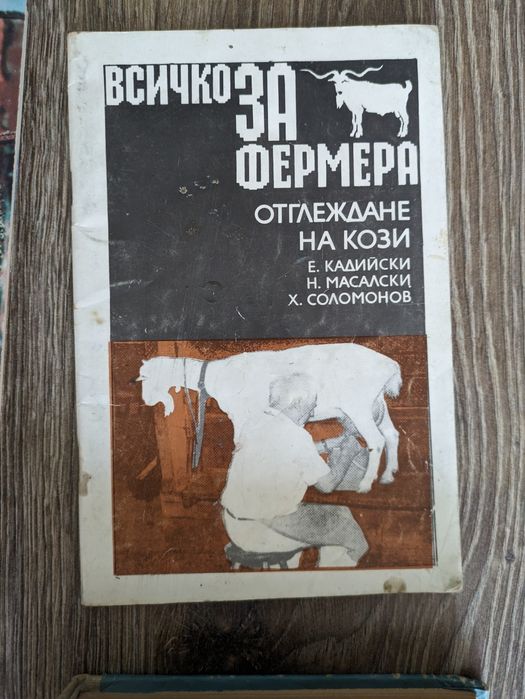 ВСИЧКО ЗА
ФЕРМЕРА
ОТГЛЕЖДАНЕ
НА КОЗИ
Е. КАДИЙСКИ
Н. МАСАЛСКИ
Х. СОЛОМОНОВ